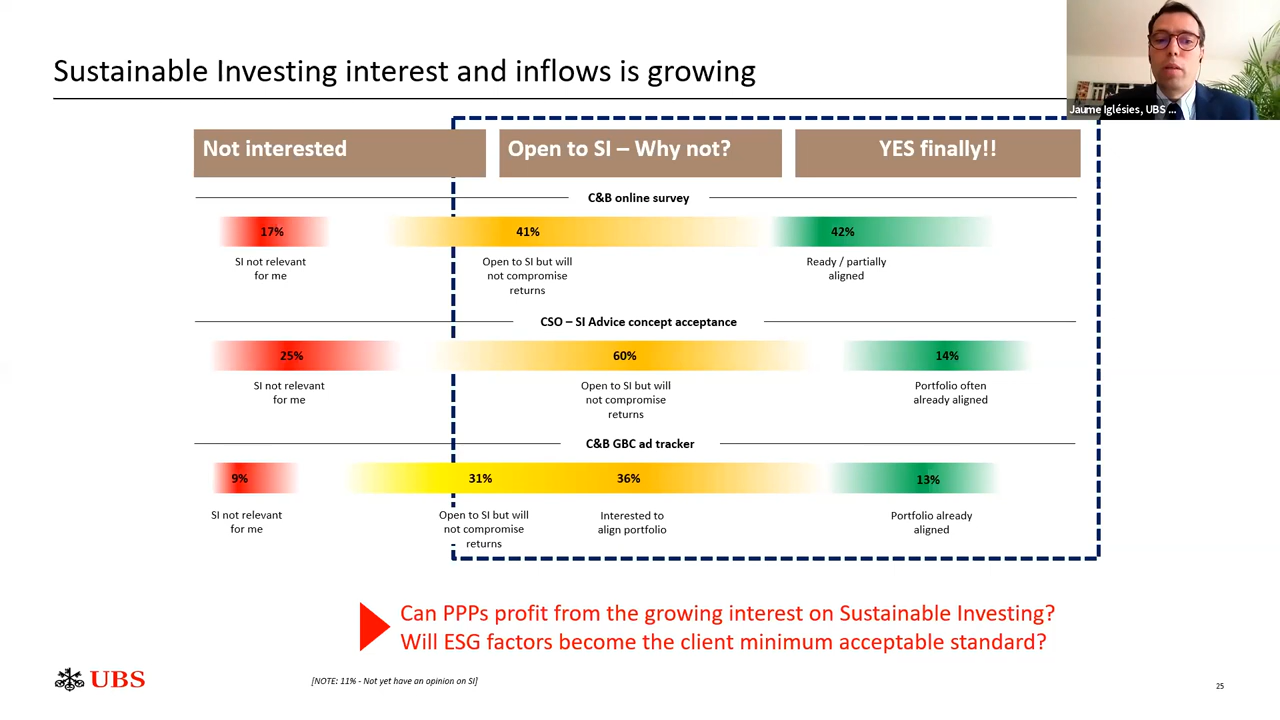 Sustainable Investing interest and inflows is growing
Jaume Iglésies, UBS ...
Not interested
Open to SI – Why not?
YES finally!!
C&B online survey
17%
41%
42%
SI not relevant
for me
Open to SI but will
not compromise
returns
Ready / partially
aligned
CSO – SI Advice concept acceptance
25%
60%
14%
SI not relevant
for me
Open to SI but will
not compromise
returns
Portfolio often
already aligned
C&B GBC ad tracker
9%
31%
36%
13%
SI not relevant
for me
Open to SI but will
not compromise
returns
Interested to
align portfolio
Portfolio already
aligned
Can PPPs profit from the growing interest on Sustainable Investing?
Will ESG factors become the client minimum acceptable standard?
UBS
[NOTE: 11% - Not yet have an opinion on SI]
25